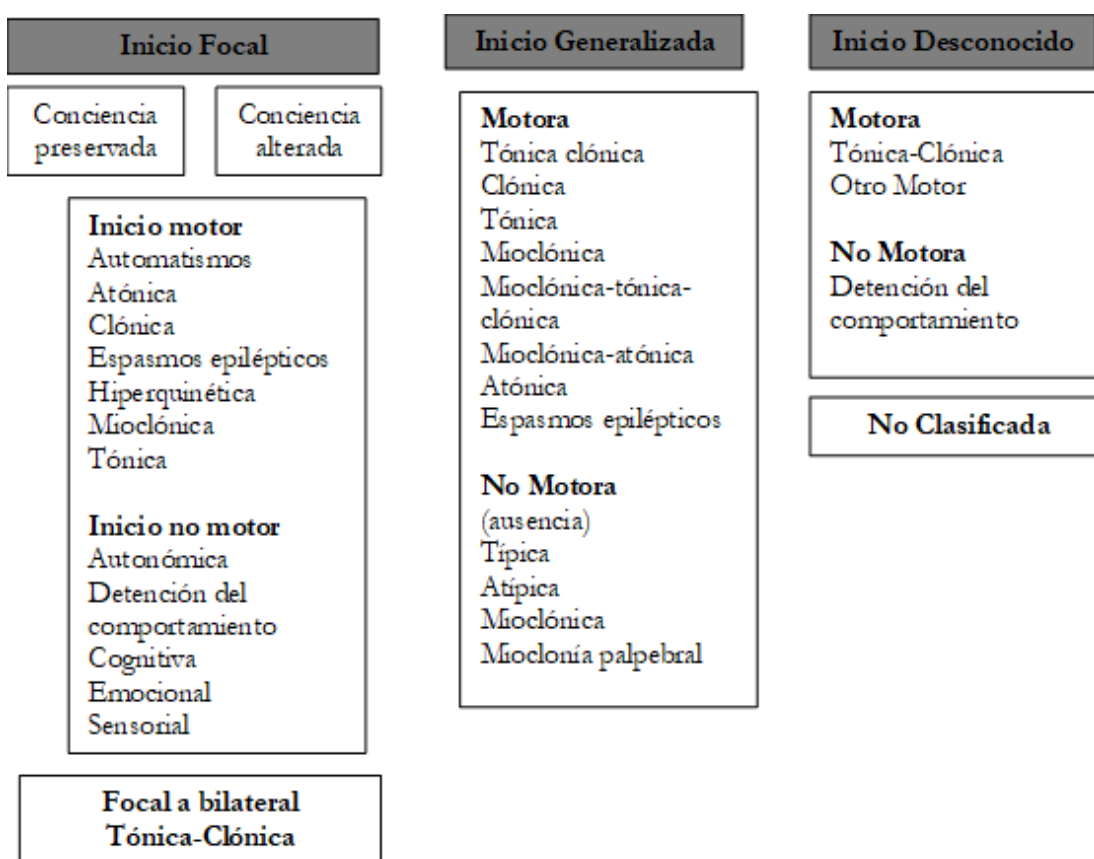 Inicio Focal
Conciencia
preservada
Conciencia
alterada
Inicio motor
Automatismos
Atónica
Clónica
Espasmos epilépticos
Hiperquinética
Mioclónica
Tónica
Inicio no motor
Autonómica
Detención del
comportamiento
Cognitiva
Emocional
Sensorial
Focal a bilateral
Tónica-Clónica
Inicio Generalizada
Motora
Tónica clónica
Clónica
Tónica
Mioclónica
Mioclónica-tónica-
clónica
Mioclónica-atónica
Atónica
Espasmos epilépticos
No Motora
(ausencia)
Típica
Atípica
Mioclónica
Mioclonía palpebral
Inicio Desconocido
Motora
Tónica-Clónica
Otro Motor
No Motora
Detención del
comportamiento
No Clasificada